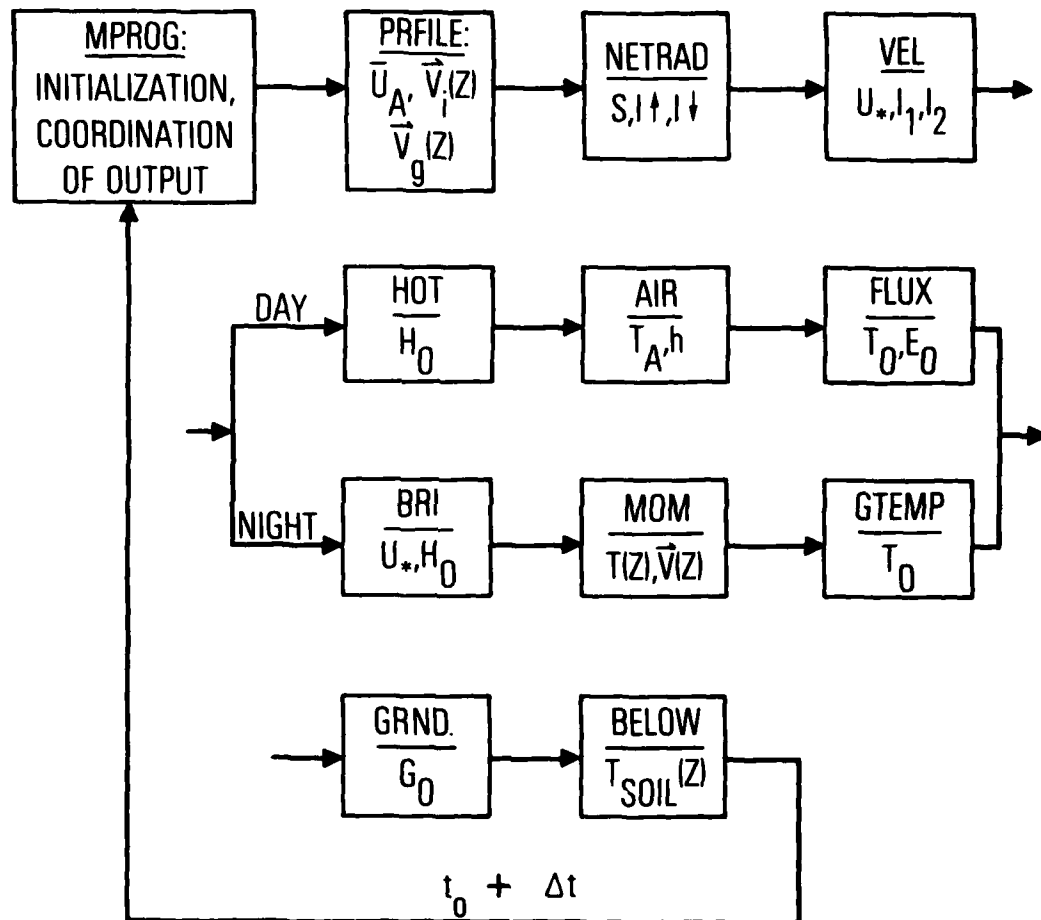 MPROG:
INITIALIZATION,
COORDINATION
OF OUTPUT
PRFILE:
U̅_A, V⃗_i(Z)
V⃗_g(Z)
NETRAD
S,I↑,I↓
VEL
U_*,I_1,I_2
DAY
HOT
H_0
AIR
T_A,h
FLUX
T_0,E_0
NIGHT
BRI
U_*,H_0
MOM
T(Z),V⃗(Z)
GTEMP
T_0
GRND.
G_0
BELOW
T_SOIL(Z)
t_0 + Δt